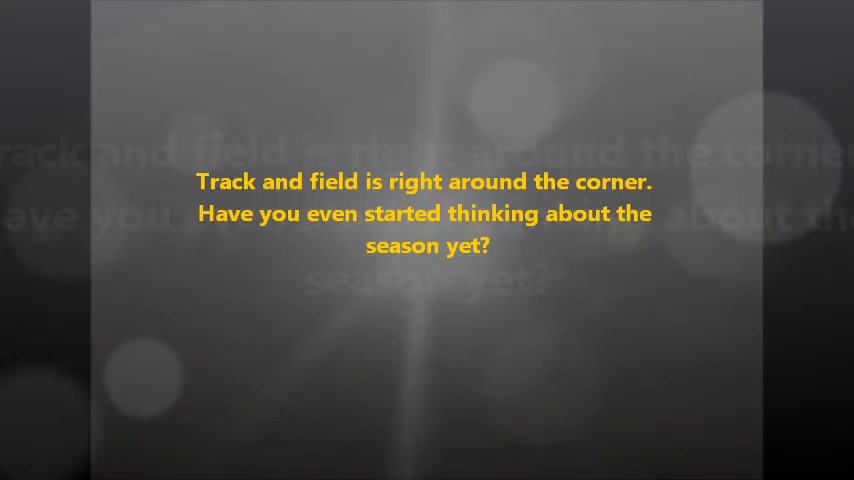 Track and field is right around the corner.
Have you even started thinking about the
season yet?